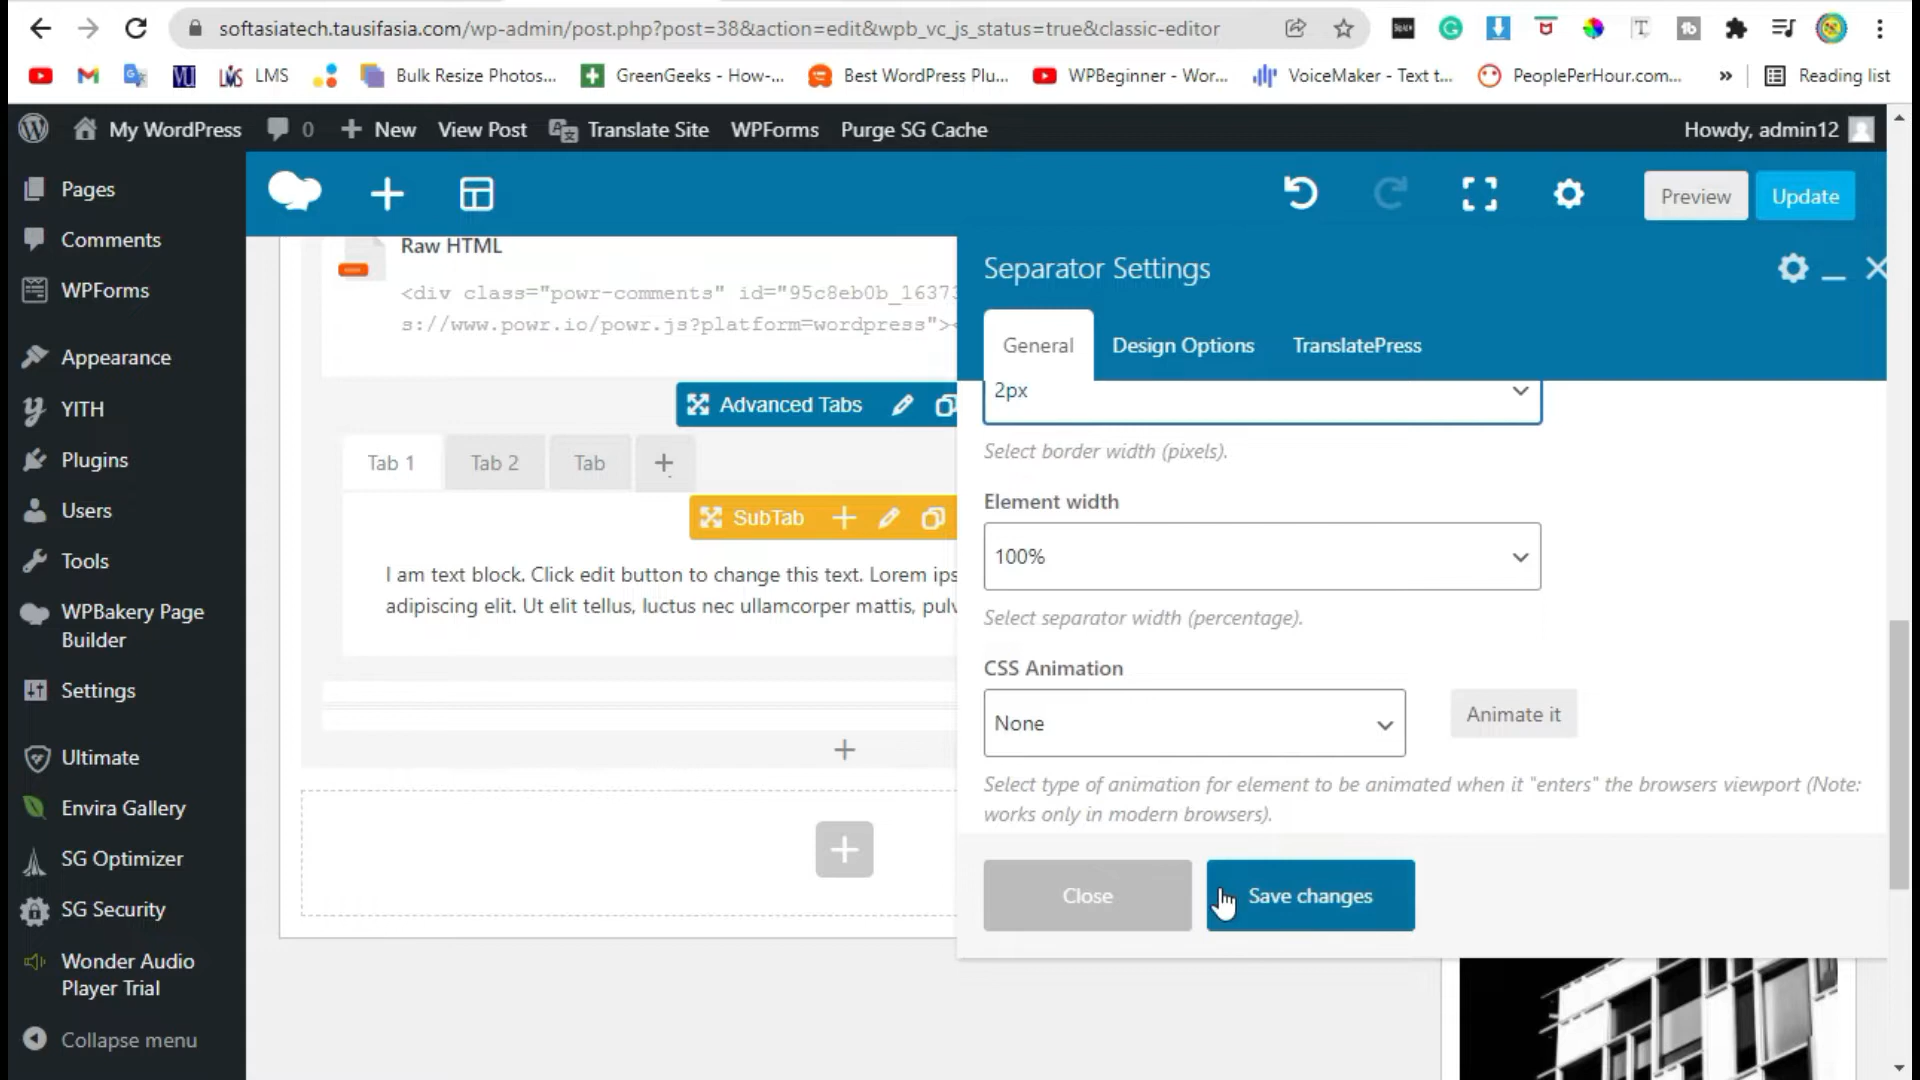 softasiatech.tausifasia.com/wp-admin/post.php?post=38&action=edit&wpb_vc_js_status=true&classic-editor
LMS
Bulk Resize Photos...
GreenGeeks - How-...
Best WordPress Plu...
WPBeginner - Wor...
VoiceMaker - Text t...
PeoplePerHour.com...
»
Reading list
My WordPress
0
New
View Post
Translate Site
WPForms
Purge SG Cache
Howdy, admin12
Pages
Comments
WPForms
Appearance
YITH
Plugins
Users
Tools
WPBakery Page
Builder
Settings
Ultimate
Envira Gallery
SG Optimizer
SG Security
Wonder Audio
Player Trial
Collapse menu
Preview
Update
Raw HTML
<div class="powr-comments" id="95c8eb0b_1637
s://www.powr.io/powr.js?platform=wordpress">
Advanced Tabs
Tab 1
Tab 2
Tab
SubTab
I am text block. Click edit button to change this text. Lorem ips
adipiscing elit. Ut elit tellus, luctus nec ullamcorper mattis, pulv
Separator Settings
General
Design Options
TranslatePress
2px
Select border width (pixels).
Element width
100%
Select separator width (percentage).
CSS Animation
None
Animate it
Select type of animation for element to be animated when it "enters" the browsers viewport (Note:
works only in modern browsers).
Close
Save changes